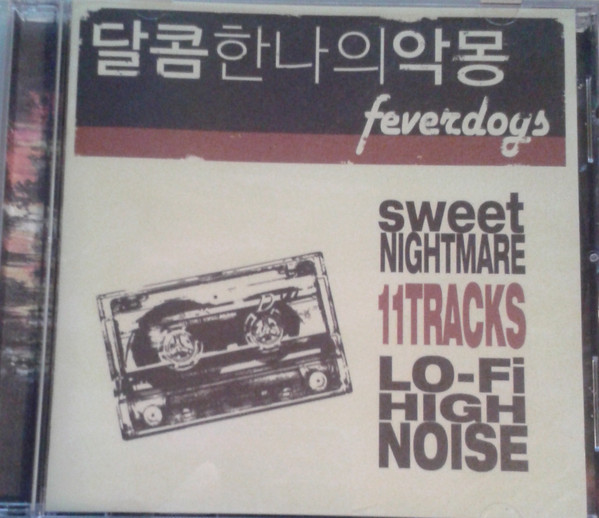 달콤한나의악몽
feverdogs
sweet
NIGHTMARE
11TRACKS
LO-Fi
HIGH
NOISE